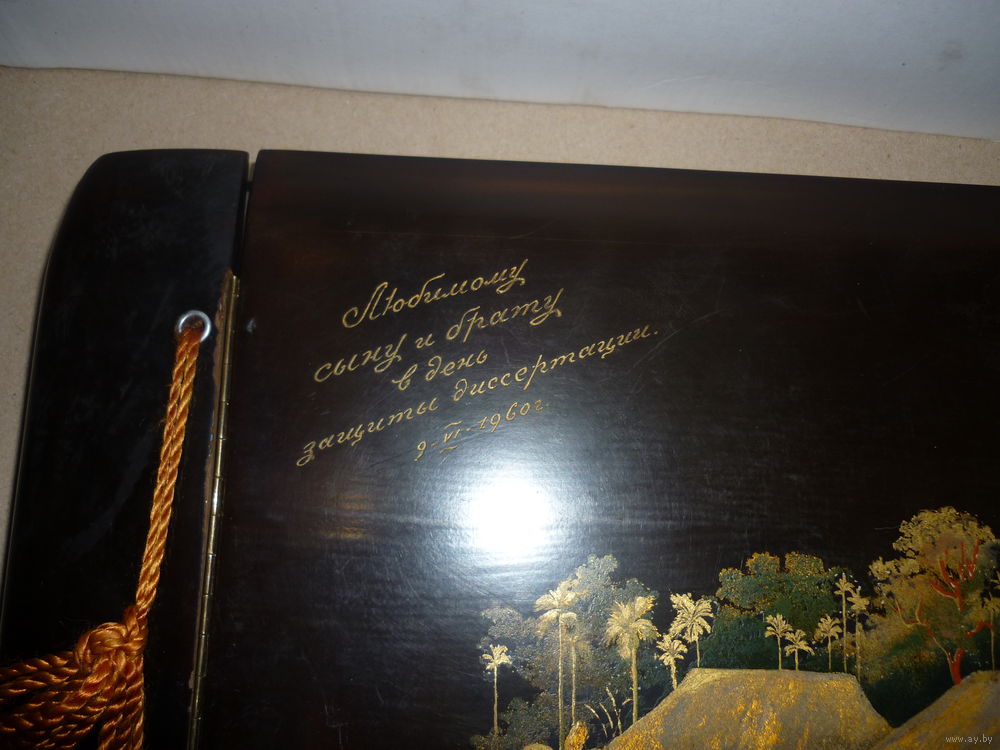 Любимому
сыну и брату
в день
защиты диссертации.
9-VI-1960г.
www.ay.by